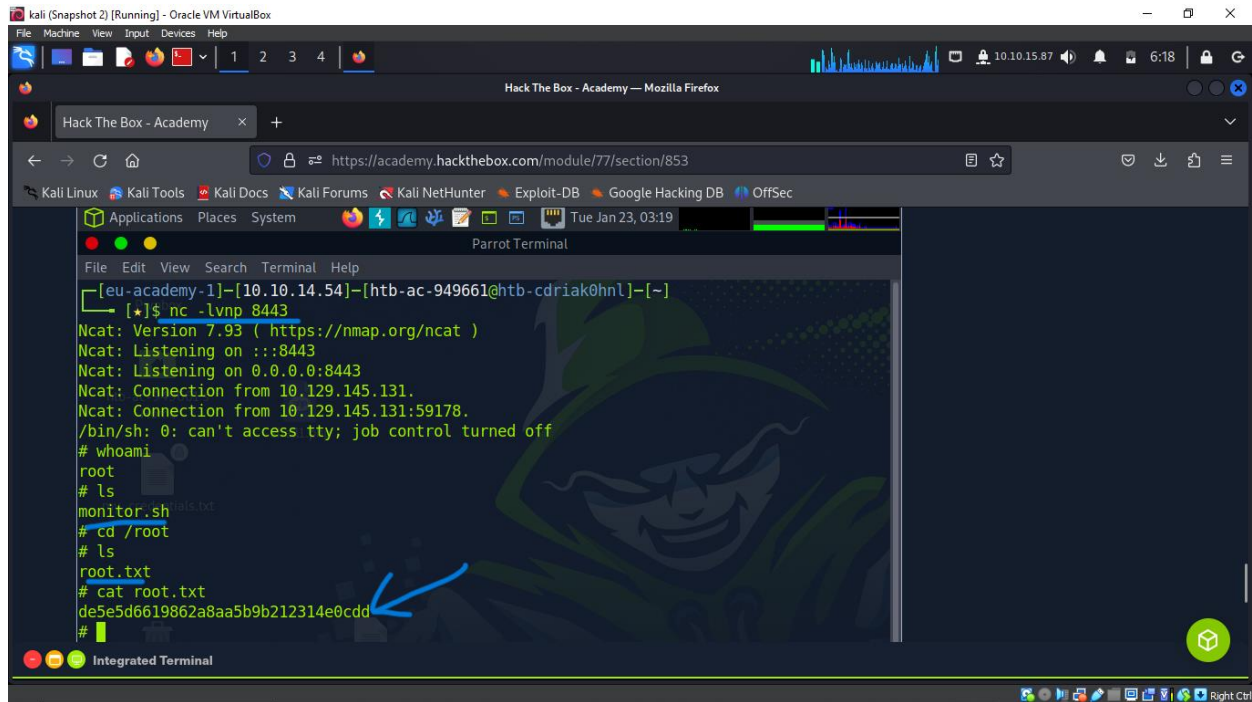 kali (Snapshot 2) [Running] - Oracle VM VirtualBox
File Machine View Input Devices Help
1 2 3 4 10.10.15.87 6:18
Hack The Box - Academy — Mozilla Firefox
Hack The Box - Academy
https://academy.hackthebox.com/module/77/section/853
Kali Linux Kali Tools Kali Docs Kali Forums Kali NetHunter Exploit-DB Google Hacking DB OffSec
Applications Places System Tue Jan 23, 03:19
Parrot Terminal
File Edit View Search Terminal Help
┌─[eu-academy-1]─[10.10.14.54]─[htb-ac-949661@htb-cdriak0hnl]─[~]
└──╼ [★]$ nc -lvnp 8443
Ncat: Version 7.93 ( https://nmap.org/ncat )
Ncat: Listening on :::8443
Ncat: Listening on 0.0.0.0:8443
Ncat: Connection from 10.129.145.131.
Ncat: Connection from 10.129.145.131:59178.
/bin/sh: 0: can't access tty; job control turned off
# whoami
root
# ls
monitor.sh
# cd /root
# ls
root.txt
# cat root.txt
de5e5d6619862a8aa5b9b212314e0cdd
#
Integrated Terminal
Right Ctrl